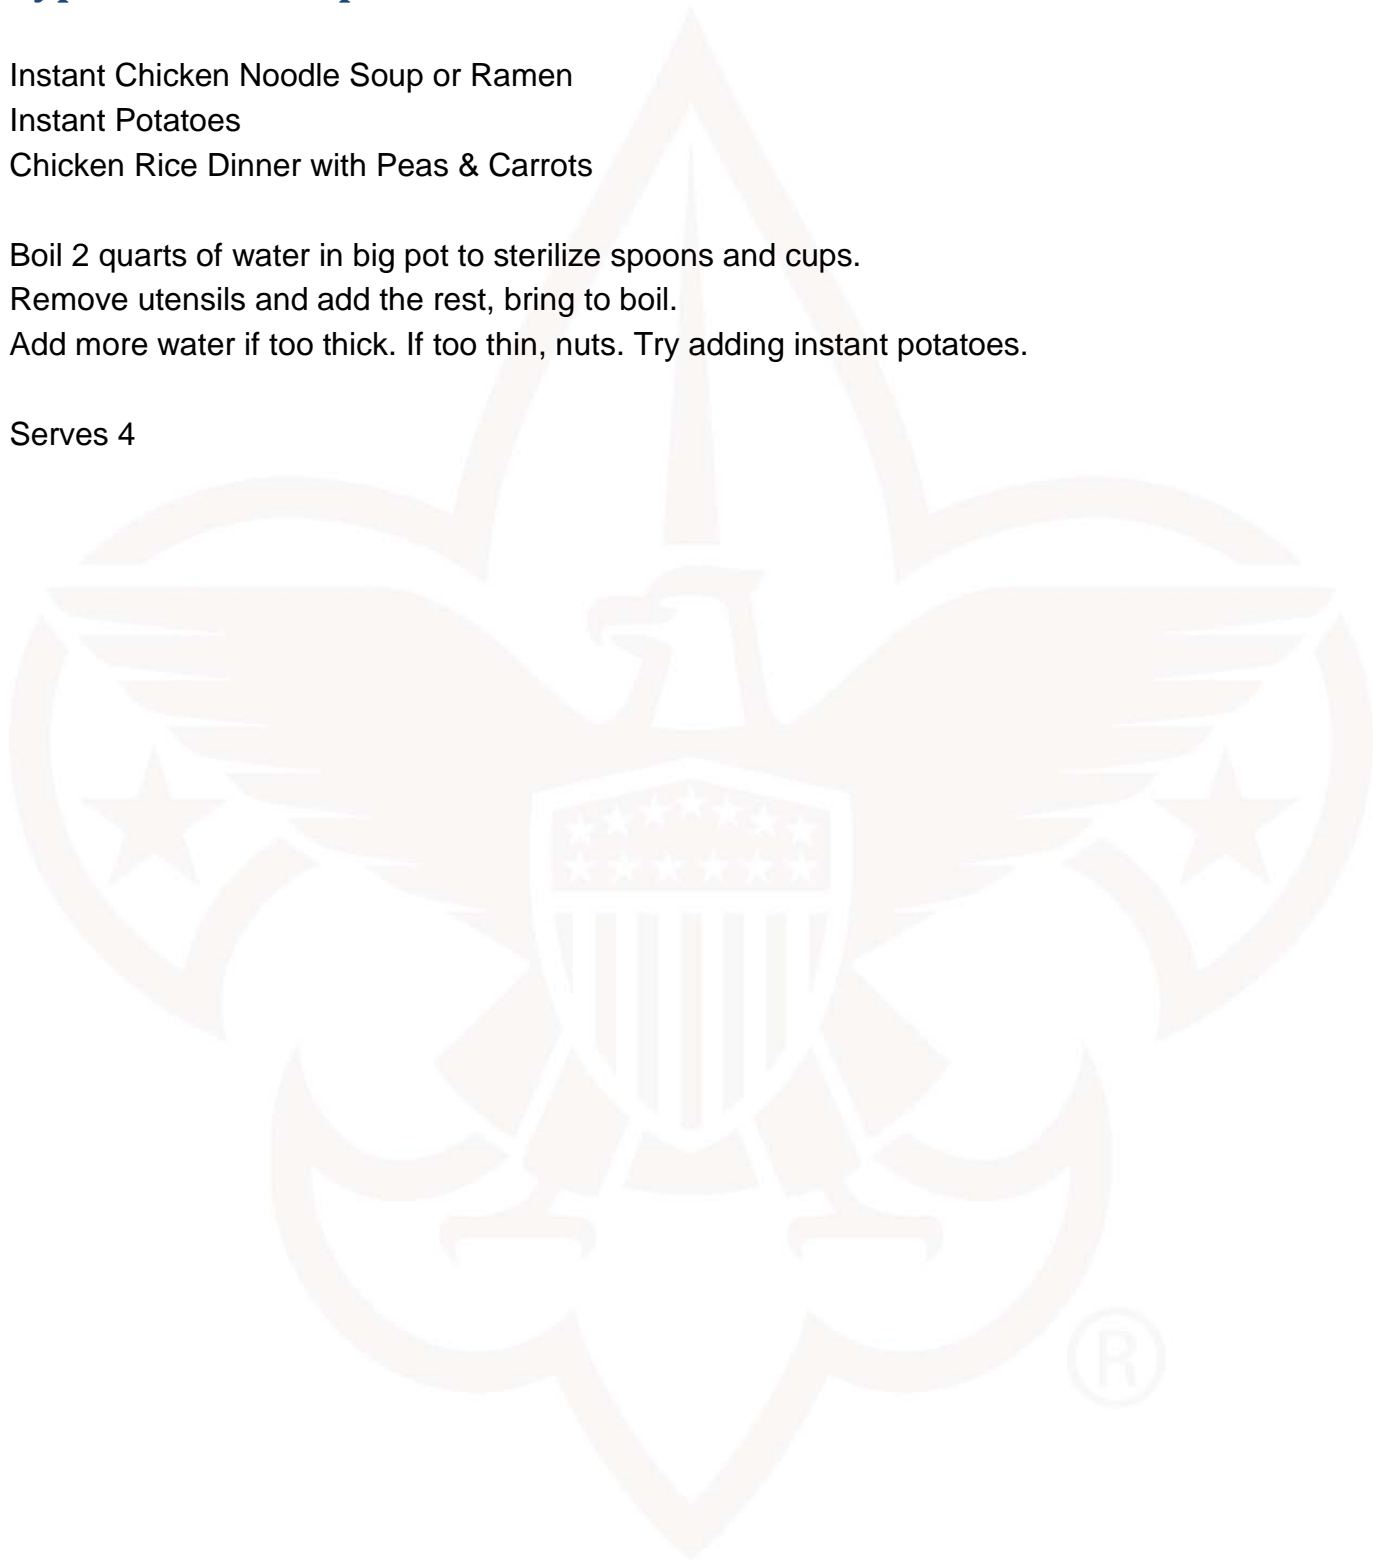 Instant Chicken Noodle Soup or Ramen
Instant Potatoes
Chicken Rice Dinner with Peas & Carrots
Boil 2 quarts of water in big pot to sterilize spoons and cups.
Remove utensils and add the rest, bring to boil.
Add more water if too thick. If too thin, nuts. Try adding instant potatoes.
Serves 4
®